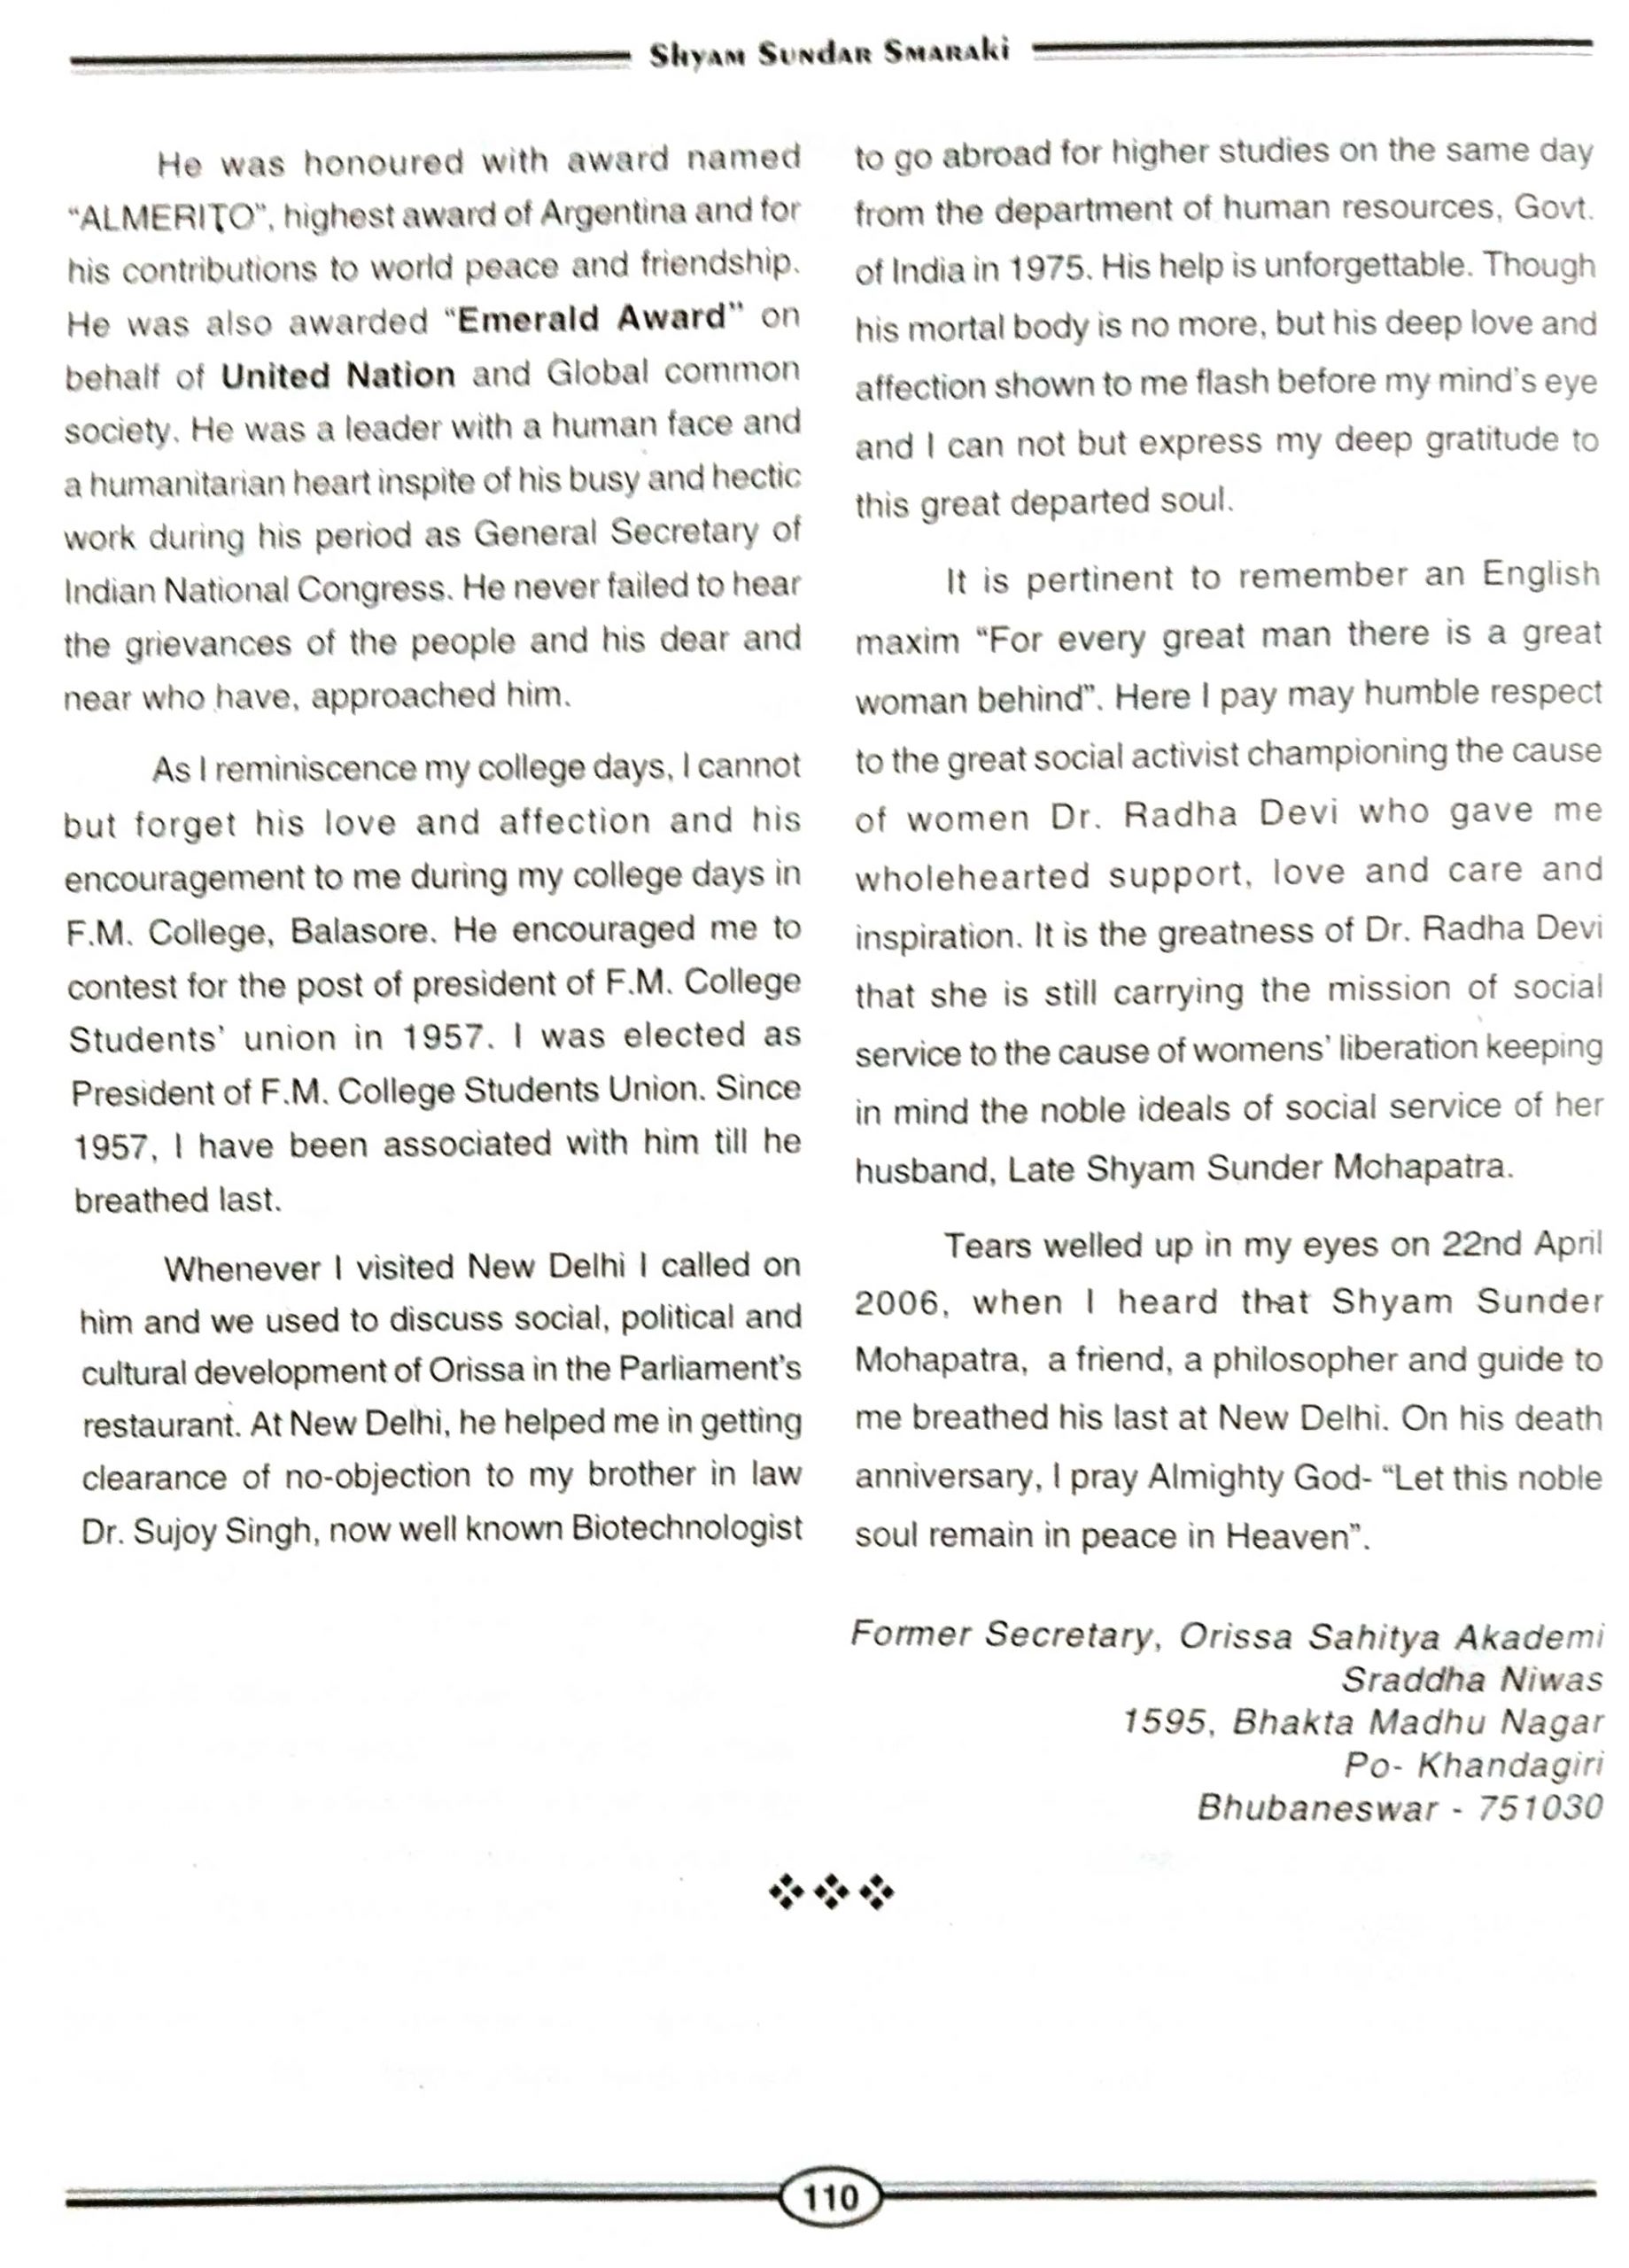 Shyam Sundar Smaraki
He was honoured with award named
“ALMERITO”, highest award of Argentina and for
his contributions to world peace and friendship.
He was also awarded “Emerald Award” on
behalf of United Nation and Global common
society. He was a leader with a human face and
a humanitarian heart inspite of his busy and hectic
work during his period as General Secretary of
Indian National Congress. He never failed to hear
the grievances of the people and his dear and
near who have, approached him.
As I reminiscence my college days, I cannot
but forget his love and affection and his
encouragement to me during my college days in
F.M. College, Balasore. He encouraged me to
contest for the post of president of F.M. College
Students’ union in 1957. I was elected as
President of F.M. College Students Union. Since
1957, I have been associated with him till he
breathed last.
Whenever I visited New Delhi I called on
him and we used to discuss social, political and
cultural development of Orissa in the Parliament’s
restaurant. At New Delhi, he helped me in getting
clearance of no-objection to my brother in law
Dr. Sujoy Singh, now well known Biotechnologist
to go abroad for higher studies on the same day
from the department of human resources, Govt.
of India in 1975. His help is unforgettable. Though
his mortal body is no more, but his deep love and
affection shown to me flash before my mind’s eye
and I can not but express my deep gratitude to
this great departed soul.
It is pertinent to remember an English
maxim “For every great man there is a great
woman behind”. Here I pay may humble respect
to the great social activist championing the cause
of women Dr. Radha Devi who gave me
wholehearted support, love and care and
inspiration. It is the greatness of Dr. Radha Devi
that she is still carrying the mission of social
service to the cause of womens’ liberation keeping
in mind the noble ideals of social service of her
husband, Late Shyam Sunder Mohapatra.
Tears welled up in my eyes on 22nd April
2006, when I heard that Shyam Sunder
Mohapatra, a friend, a philosopher and guide to
me breathed his last at New Delhi. On his death
anniversary, I pray Almighty God- “Let this noble
soul remain in peace in Heaven”.
Former Secretary, Orissa Sahitya Akademi
Sraddha Niwas
1595, Bhakta Madhu Nagar
Po- Khandagiri
Bhubaneswar - 751030
110